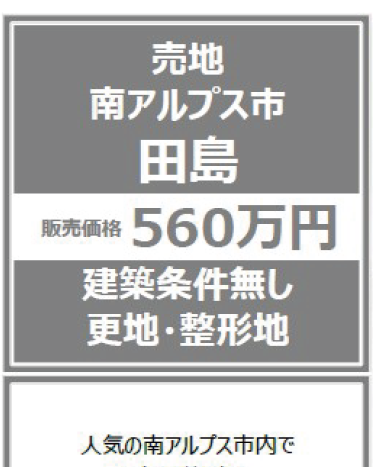 売地
南アルプス市
田島
販売価格 560万円
建築条件無し
更地・整形地
人気の南アルプス市内で